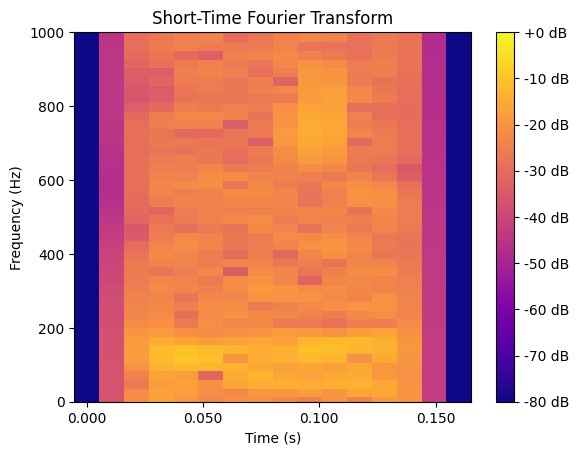 Short-Time Fourier Transform
1000
800
600
400
200
0
Frequency (Hz)
0.000
0.050
0.100
0.150
Time (s)
+0 dB
-10 dB
-20 dB
-30 dB
-40 dB
-50 dB
-60 dB
-70 dB
-80 dB